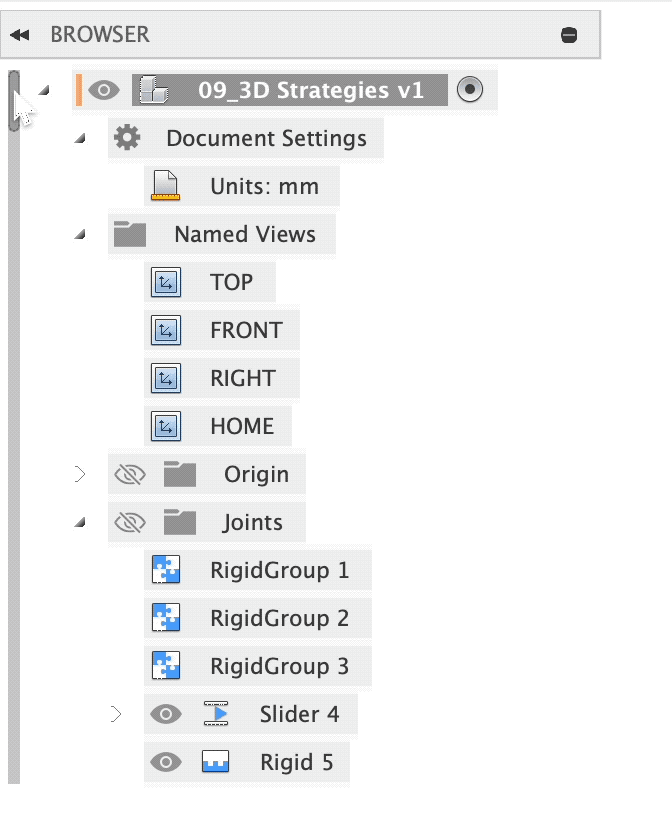 BROWSER
09_3D Strategies v1
Document Settings
Units: mm
Named Views
TOP
FRONT
RIGHT
HOME
Origin
Joints
RigidGroup 1
RigidGroup 2
RigidGroup 3
Slider 4
Rigid 5